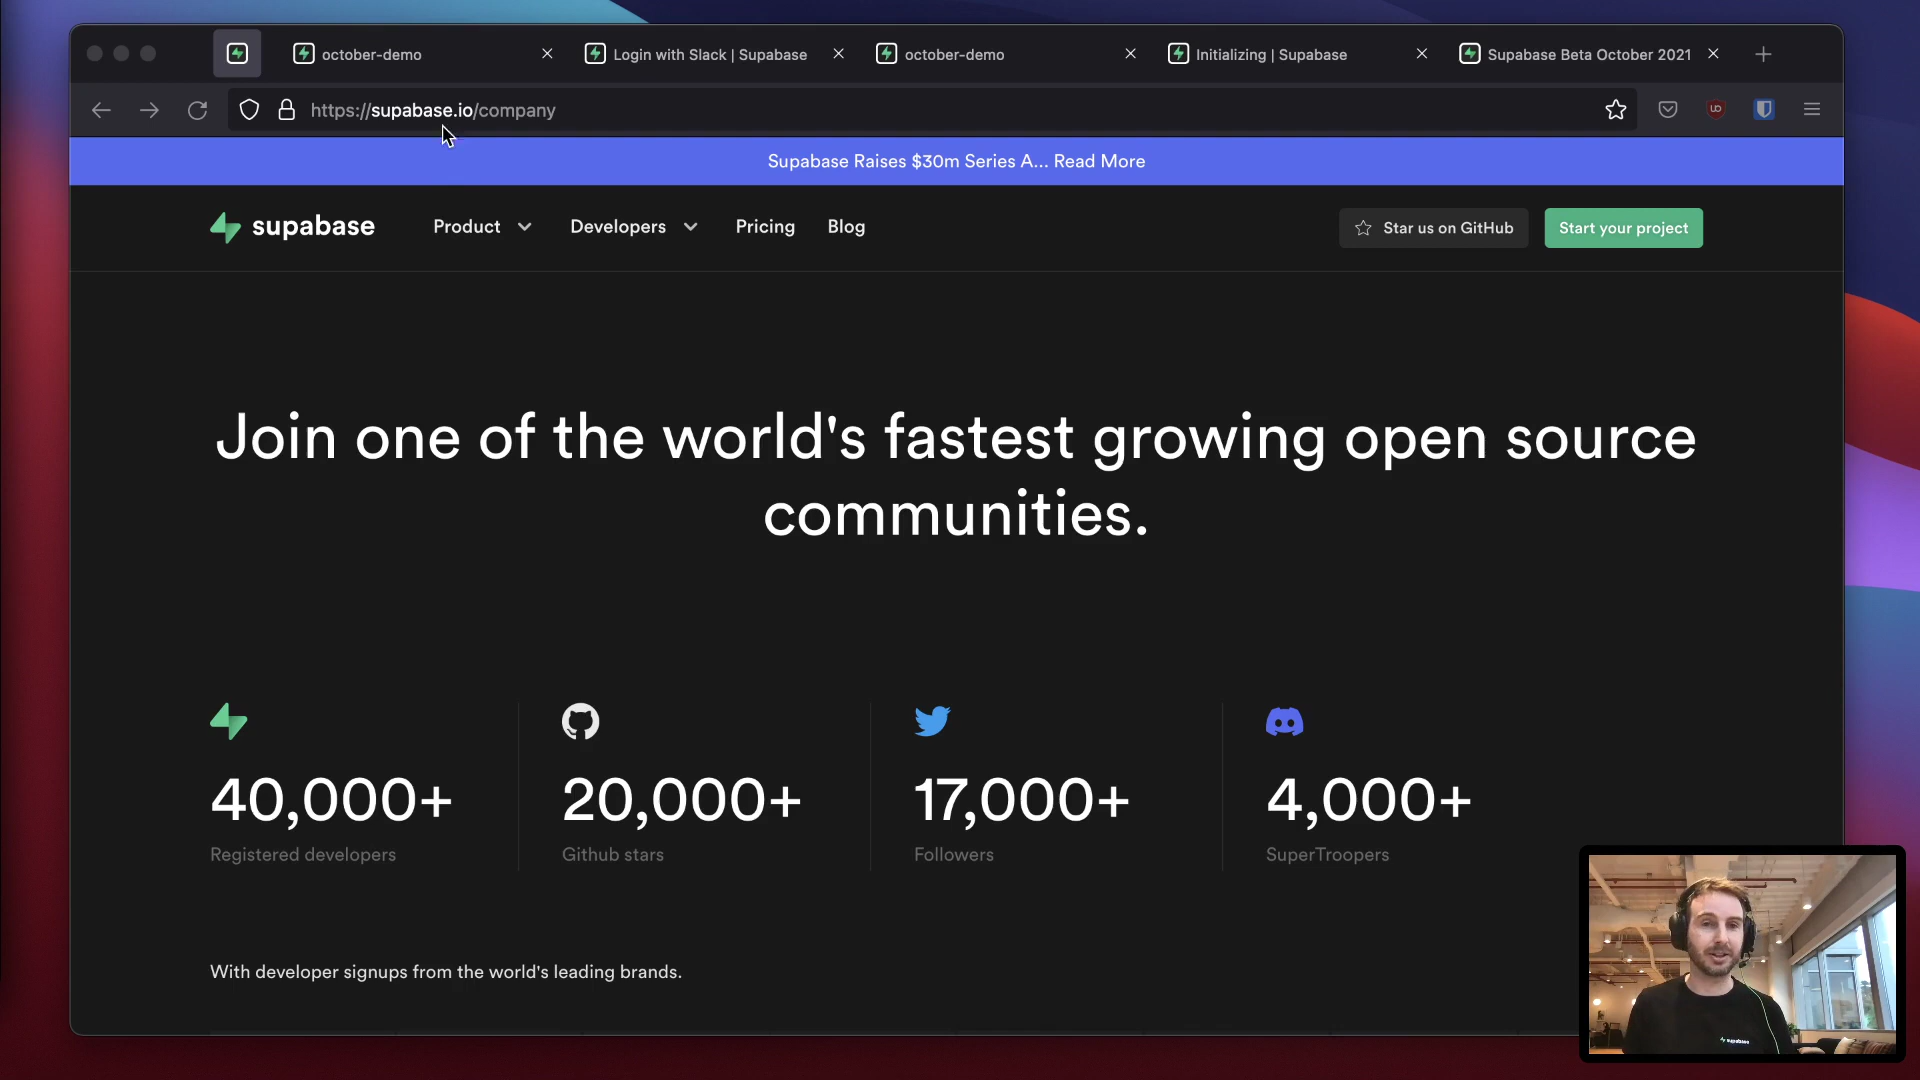 october-demo
Login with Slack | Supabase
october-demo
Initializing | Supabase
Supabase Beta October 2021
https://supabase.io/company
Supabase Raises $30m Series A... Read More
supabase
Product
Developers
Pricing
Blog
Star us on GitHub
Start your project
Join one of the world's fastest growing open source
communities.
40,000+
Registered developers
20,000+
Github stars
17,000+
Followers
4,000+
SuperTroopers
With developer signups from the world's leading brands.
supabase